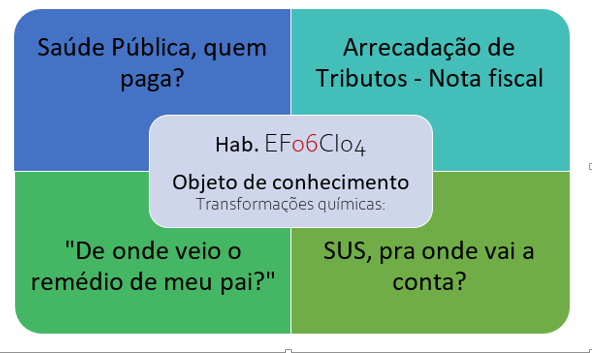 Saúde Pública, quem
paga?
Arrecadação de
Tributos - Nota fiscal
Hab. EF06CI04
Objeto de conhecimento
Transformações químicas:
"De onde veio o
remédio de meu pai?"
SUS, pra onde vai a
conta?